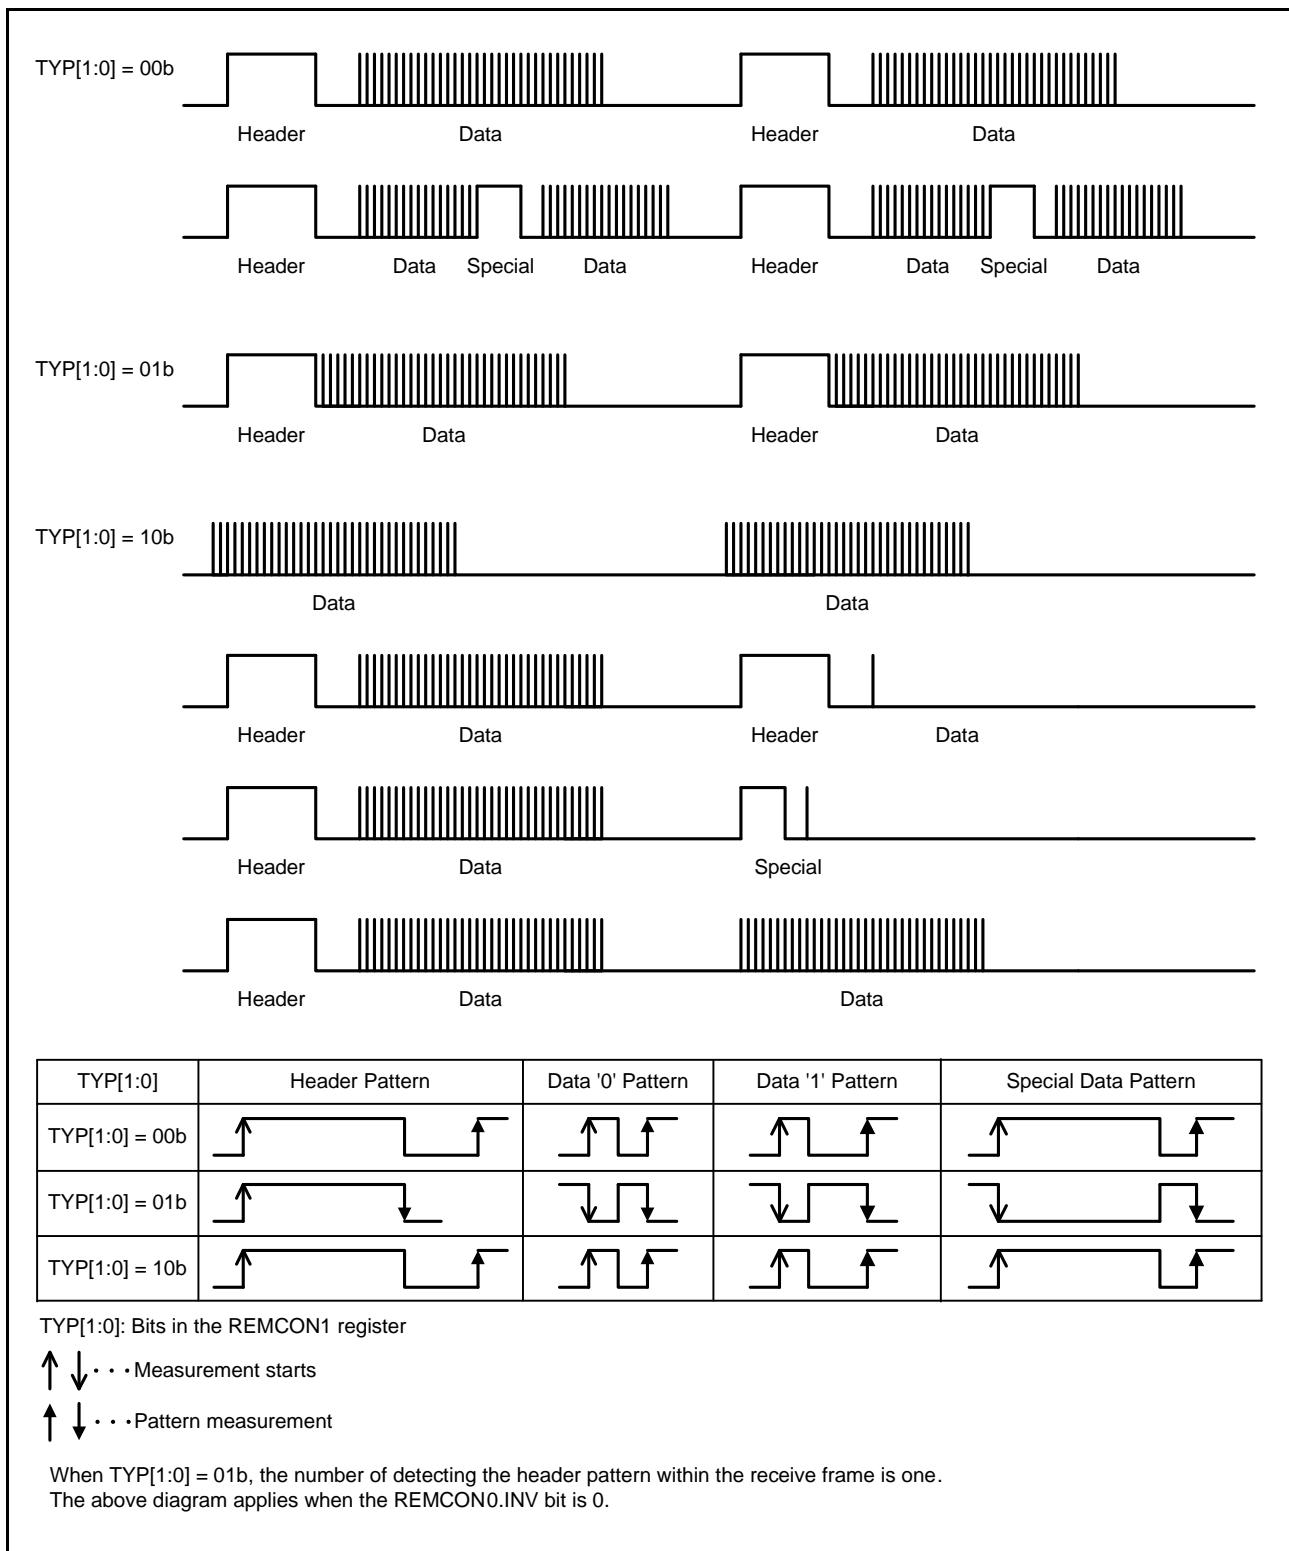 TYP[1:0] = 00b
Header Data Header Data
Header Data Special Data Header Data Special Data
TYP[1:0] = 01b
Header Data Header Data
TYP[1:0] = 10b
Data Data
Header Data Header Data
Header Data Special
Header Data Data
TYP[1:0] Header Pattern Data '0' Pattern Data '1' Pattern Special Data Pattern
TYP[1:0] = 00b
TYP[1:0] = 01b
TYP[1:0] = 10b
TYP[1:0]: Bits in the REMCON1 register
· · · Measurement starts
· · · Pattern measurement
When TYP[1:0] = 01b, the number of detecting the header pattern within the receive frame is one.
The above diagram applies when the REMCON0.INV bit is 0.